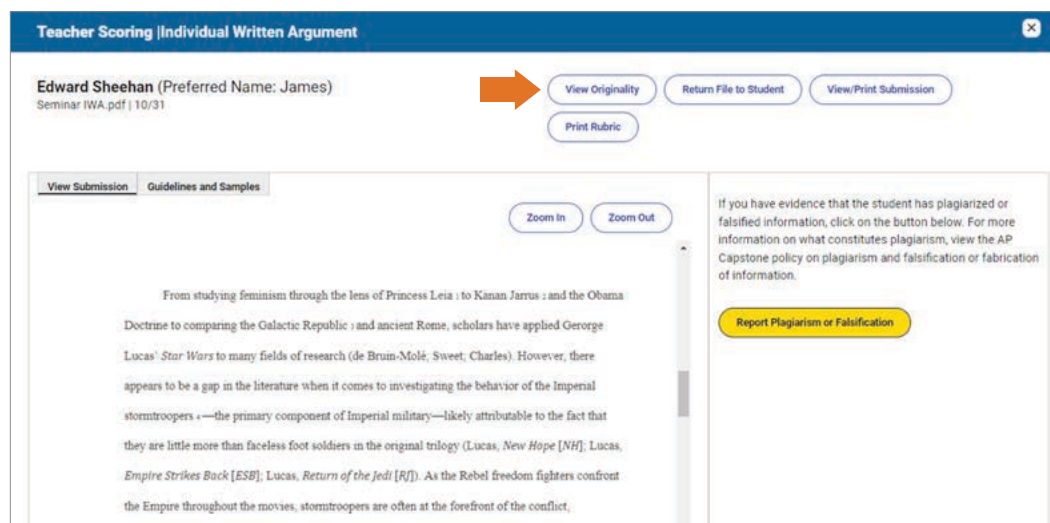 Teacher Scoring |Individual Written Argument
Edward Sheehan (Preferred Name: James)
Seminar IWA.pdf | 10/31
View Originality
Return File to Student
View/Print Submission
Print Rubric
View Submission
Guidelines and Samples
Zoom In
Zoom Out
From studying feminism through the lens of Princess Leia 1 to Kanan Jarrus 2 and the Obama
Doctrine to comparing the Galactic Republic 3 and ancient Rome, scholars have applied Gerorge
Lucas' Star Wars to many fields of research (de Bruin-Molé; Sweet; Charles). However, there
appears to be a gap in the literature when it comes to investigating the behavior of the Imperial
stormtroopers 4—the primary component of Imperial military—likely attributable to the fact that
they are little more than faceless foot soldiers in the original trilogy (Lucas, New Hope [NH]; Lucas,
Empire Strikes Back [ESB]; Lucas, Return of the Jedi [RJ]). As the Rebel freedom fighters confront
the Empire throughout the movies, stormtroopers are often at the forefront of the conflict,
If you have evidence that the student has plagiarized or
falsified information, click on the button below. For more
information on what constitutes plagiarism, view the AP
Capstone policy on plagiarism and falsification or fabrication
of information.
Report Plagiarism or Falsification